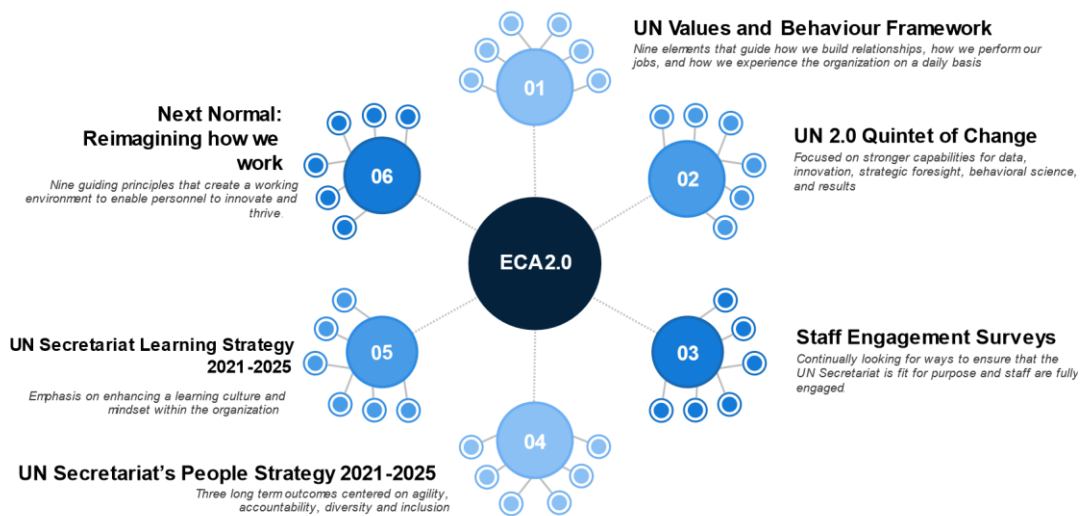 UN Values and Behaviour Framework
Nine elements that guide how we build relationships, how we perform our
jobs, and how we experience the organization on a daily basis
01
Next Normal:
Reimagining how we
work
Nine guiding principles that create a working
environment to enable personnel to innovate and
thrive.
06
UN 2.0 Quintet of Change
Focused on stronger capabilities for data,
innovation, strategic foresight, behavioral science,
and results
02
ECA2.0
UN Secretariat Learning Strategy
2021-2025
Emphasis on enhancing a learning culture and
mindset within the organization
05
Staff Engagement Surveys
Continually looking for ways to ensure that the
UN Secretariat is fit for purpose and staff are fully
engaged
03
04
UN Secretariat's People Strategy 2021-2025
Three long term outcomes centered on agility,
accountability, diversity and inclusion